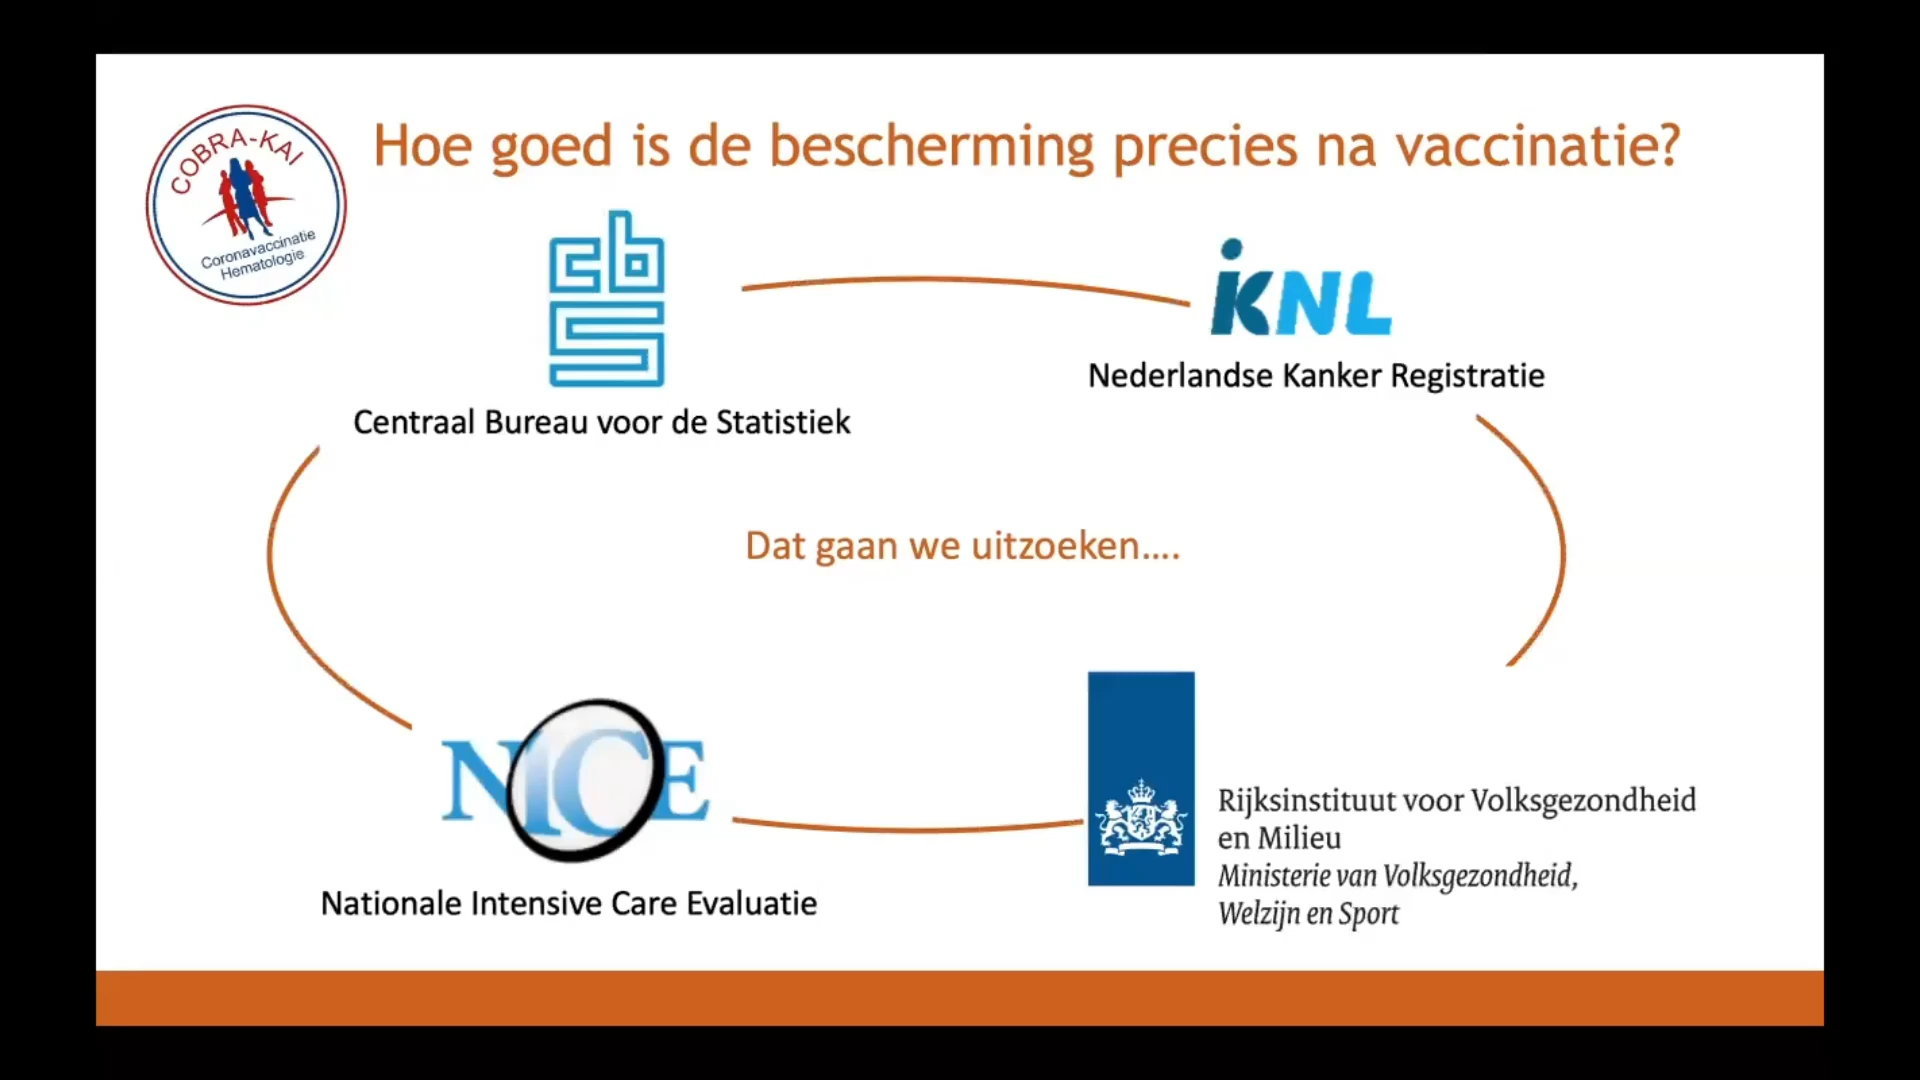 COBRA-KAI
Coronavaccinatie
Hematologie
Hoe goed is de bescherming precies na vaccinatie?
cbs
Centraal Bureau voor de Statistiek
iKNL
Nederlandse Kanker Registratie
Dat gaan we uitzoeken....
NICE
Nationale Intensive Care Evaluatie
Rijksinstituut voor Volksgezondheid
en Milieu
Ministerie van Volksgezondheid,
Welzijn en Sport